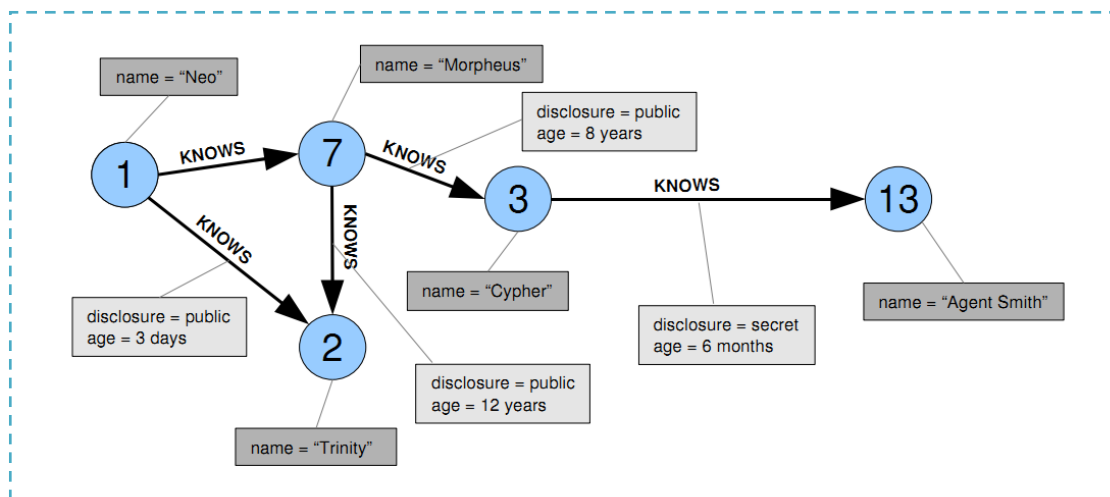 name = “Neo”
name = “Morpheus”
disclosure = public
age = 8 years
1
KNOWS
7
KNOWS
3
KNOWS
13
KNOWS
KNOWS
name = “Cypher”
name = “Agent Smith”
disclosure = public
age = 3 days
2
disclosure = public
age = 12 years
disclosure = secret
age = 6 months
name = “Trinity”